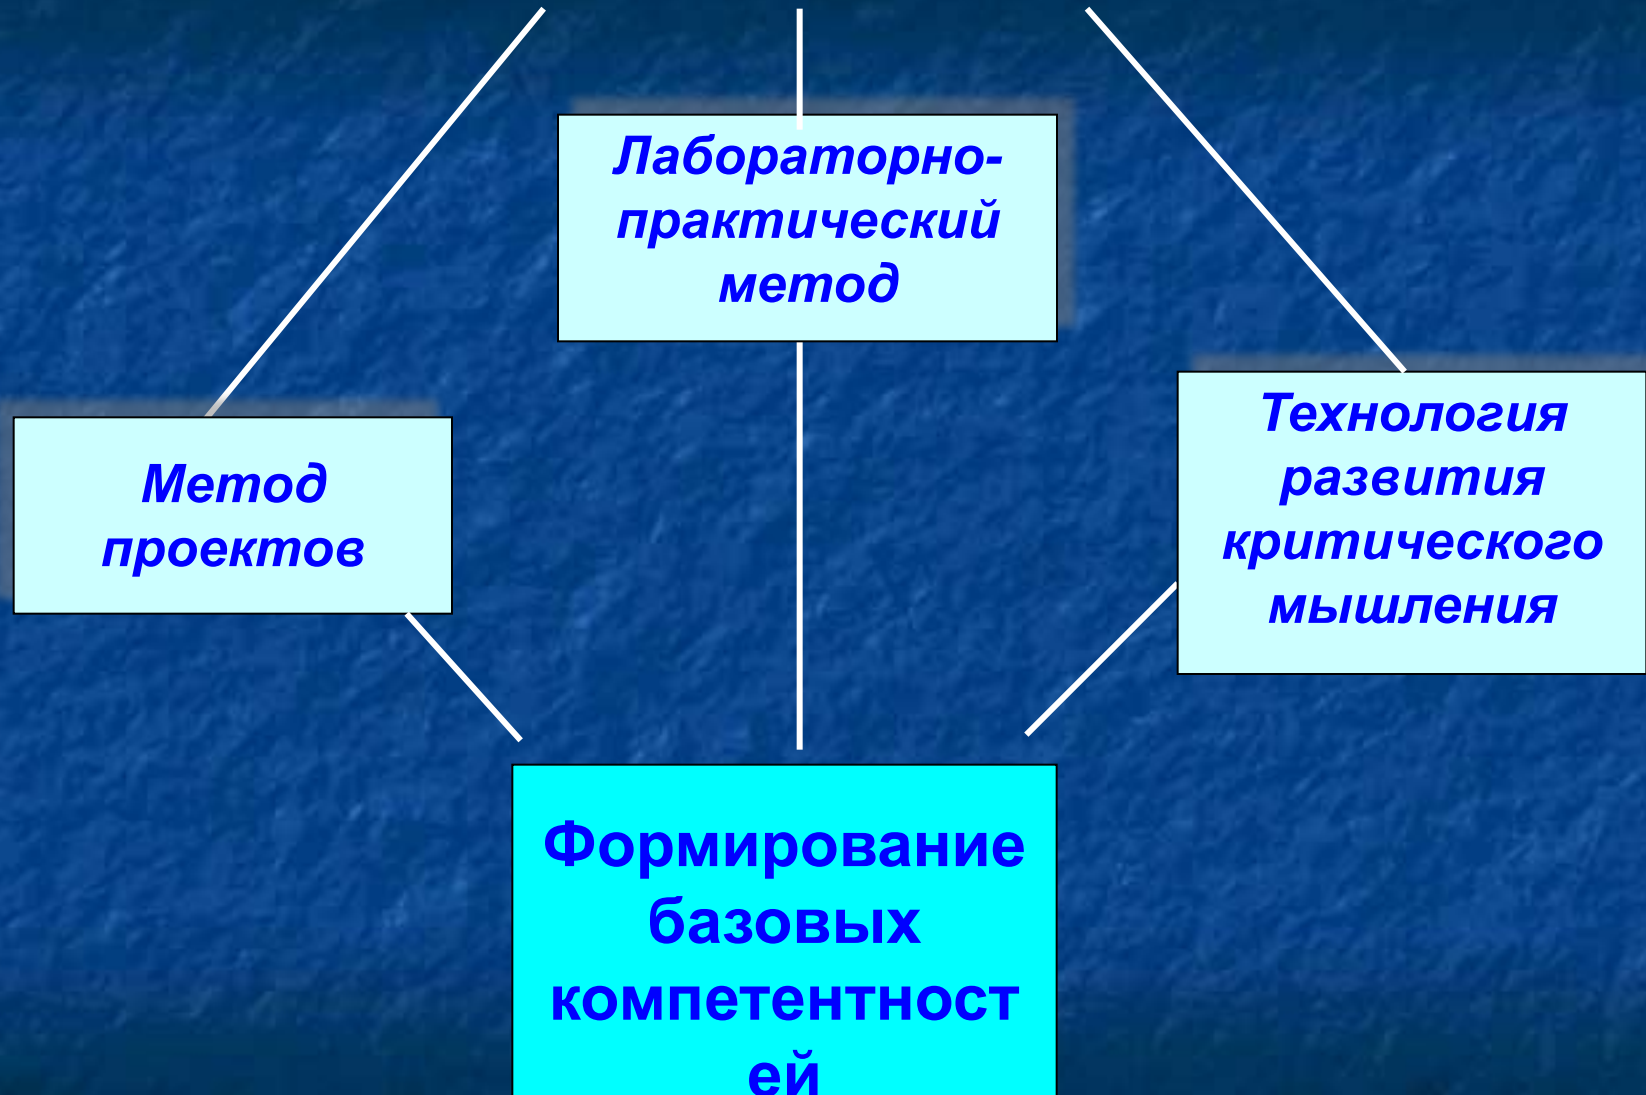 Лабораторно-
практический
метод
Метод
проектов
Технология
развития
критического
мышления
Формирование
базовых
компетентност
ей